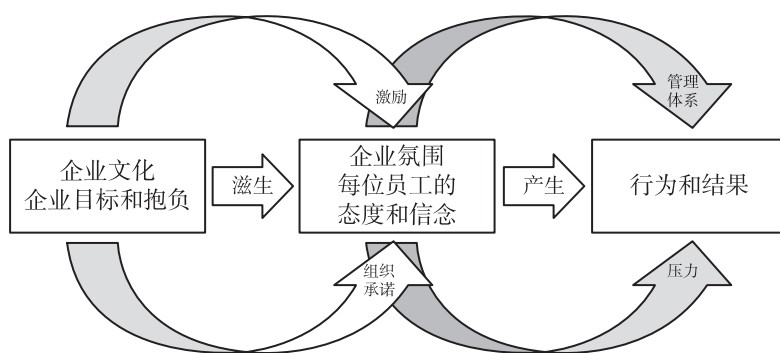 激励
管理
体系
企业文化
企业目标和抱负
滋生
企业氛围
每位员工的
态度和信念
产生
行为和结果
组织
承诺
压力